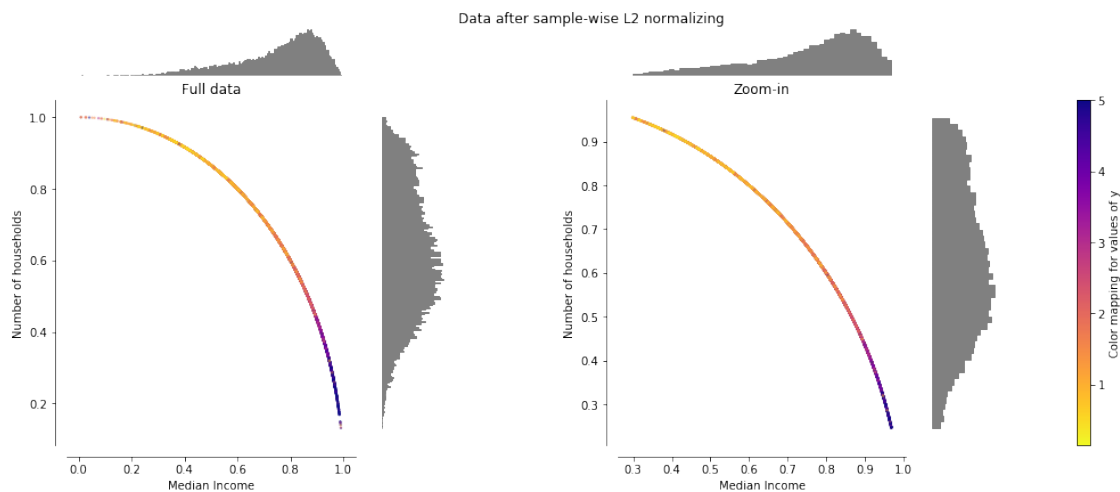 Data after sample-wise L2 normalizing
Full data
Zoom-in
1.0
0.8
0.6
0.4
0.2
Number of households
0.0 0.2 0.4 0.6 0.8 1.0
Median Income
0.9
0.8
0.7
0.6
0.5
0.4
0.3
Number of households
0.3 0.4 0.5 0.6 0.7 0.8 0.9 1.0
Median Income
5
4
3
2
1
Color mapping for values of y